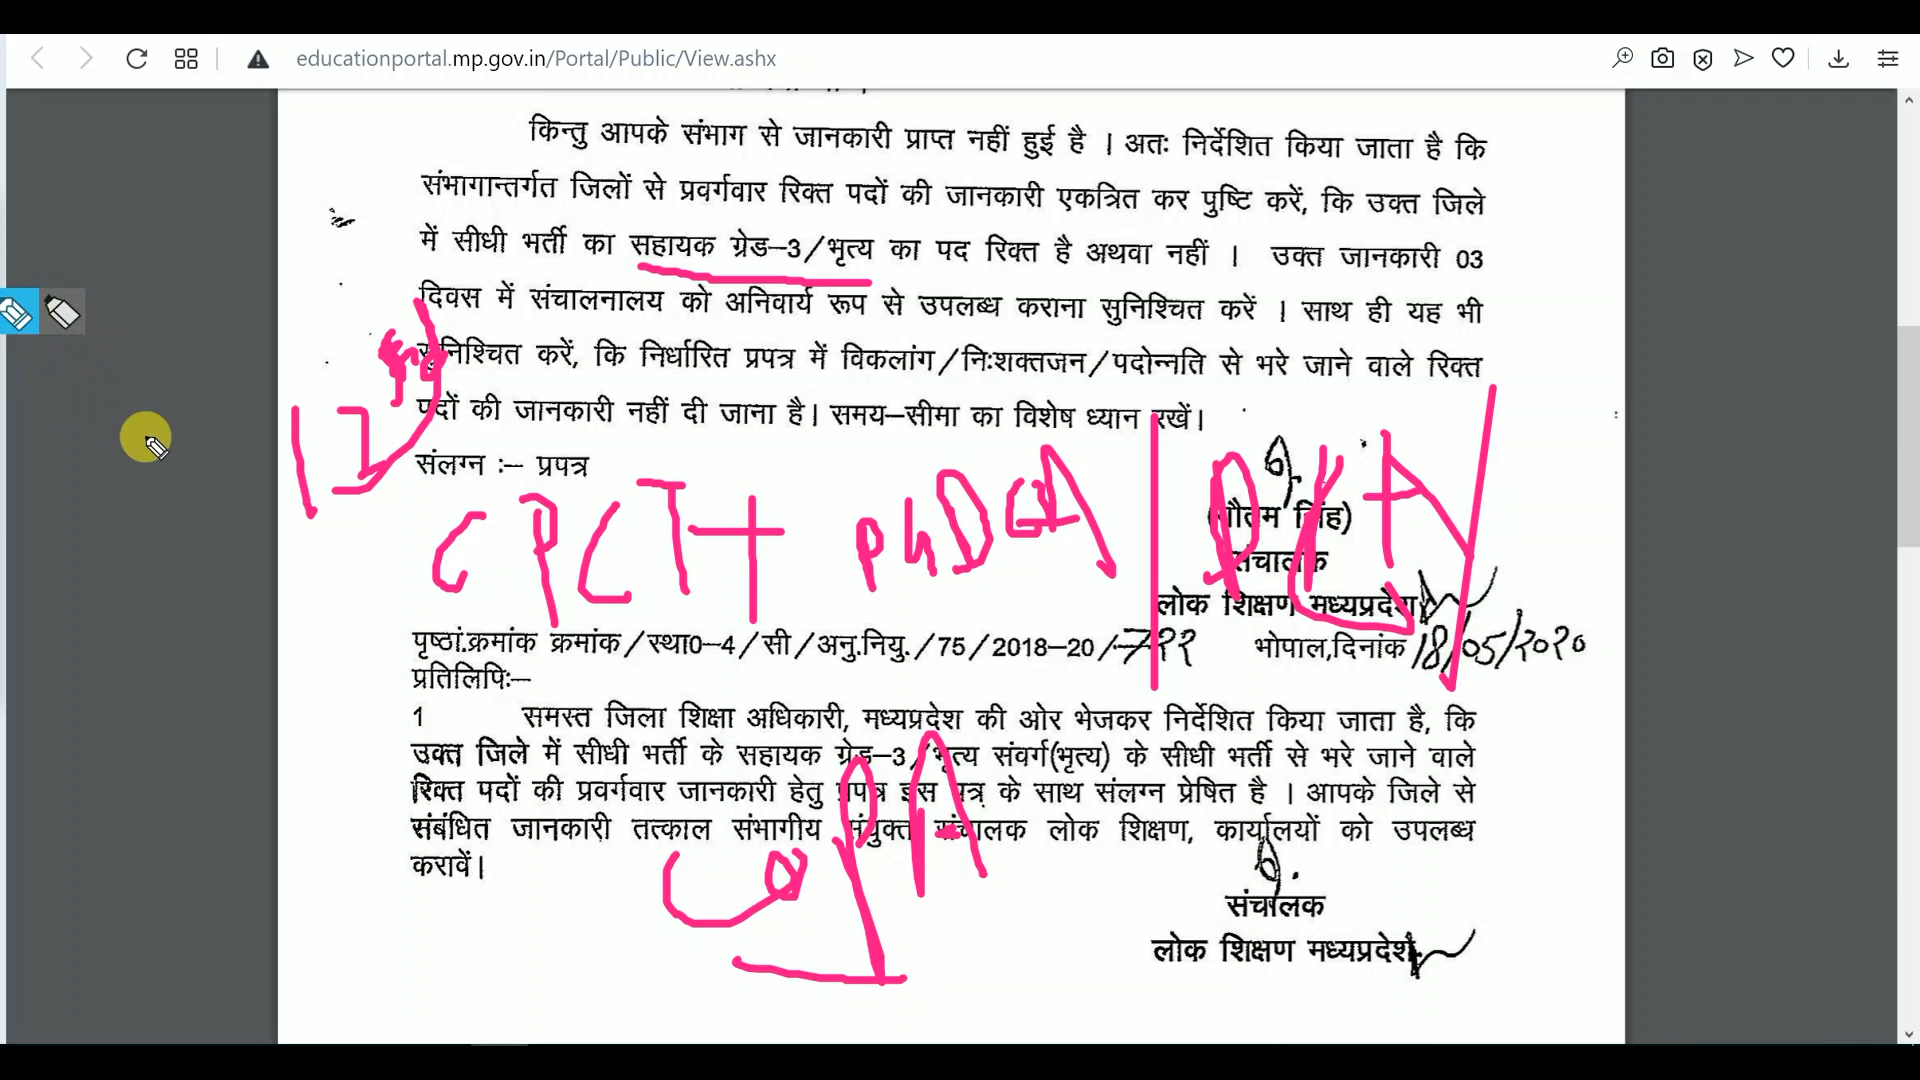 educationportal.mp.gov.in/Portal/Public/View.ashx
किन्तु आपके संभाग से जानकारी प्राप्त नहीं हुई है । अतः निर्देशित किया जाता है कि
संभागान्तर्गत जिलों से प्रवर्गवार रिक्त पदों की जानकारी एकत्रित कर पुष्टि करें, कि उक्त जिले
में सीधी भर्ती का सहायक ग्रेड–3/भृत्य का पद रिक्त है अथवा नहीं । उक्त जानकारी 03
दिवस में संचालनालय को अनिवार्य रूप से उपलब्ध कराना सुनिश्चित करें । साथ ही यह भी
सुनिश्चित करें, कि निर्धारित प्रपत्र में विकलांग/निःशक्तजन/पदोन्नति से भरे जाने वाले रिक्त
पदों की जानकारी नहीं दी जाना है। समय–सीमा का विशेष ध्यान रखें।
संलग्न :– प्रपत्र
12
CPCT+
(गौतम सिंह)
संचालक
लोक शिक्षण मध्यप्रदेश
पृष्ठां.क्रमांक क्रमांक/स्था0–4/सी/अनु.नियु./75/2018–20/722 भोपाल,दिनांक 18/05/2020
प्रतिलिपिः–
1 समस्त जिला शिक्षा अधिकारी, मध्यप्रदेश की ओर भेजकर निर्देशित किया जाता है, कि
उक्त जिले में सीधी भर्ती के सहायक ग्रेड–3/भृत्य संवर्ग(भृत्य) के सीधी भर्ती से भरे जाने वाले
रिक्त पदों की प्रवर्गवार जानकारी हेतु प्रपत्र इस पत्र के साथ संलग्न प्रेषित है । आपके जिले से
संबंधित जानकारी तत्काल संभागीय संयुक्त संचालक लोक शिक्षण, कार्यालयों को उपलब्ध
करावें।
COPA
संचालक
लोक शिक्षण मध्यप्रदेश